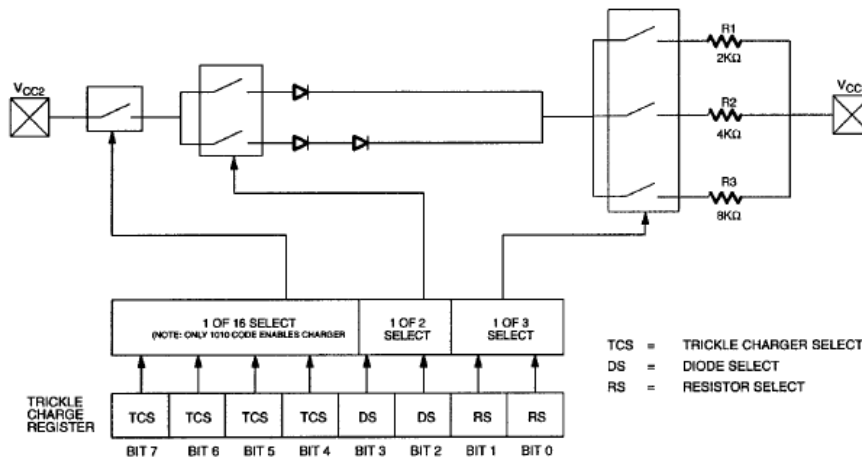 R1
2KΩ
VCC2
R2
4KΩ
VCC
R3
8KΩ
1 OF 16 SELECT
(NOTE: ONLY 1010 CODE ENABLES CHARGER
1 OF 2
SELECT
1 OF 3
SELECT
TCS = TRICKLE CHARGER SELECT
DS = DIODE SELECT
RS = RESISTOR SELECT
TRICKLE
CHARGE
REGISTER
TCS TCS TCS TCS DS DS RS RS
BIT 7 BIT 6 BIT 5 BIT 4 BIT 3 BIT 2 BIT 1 BIT 0